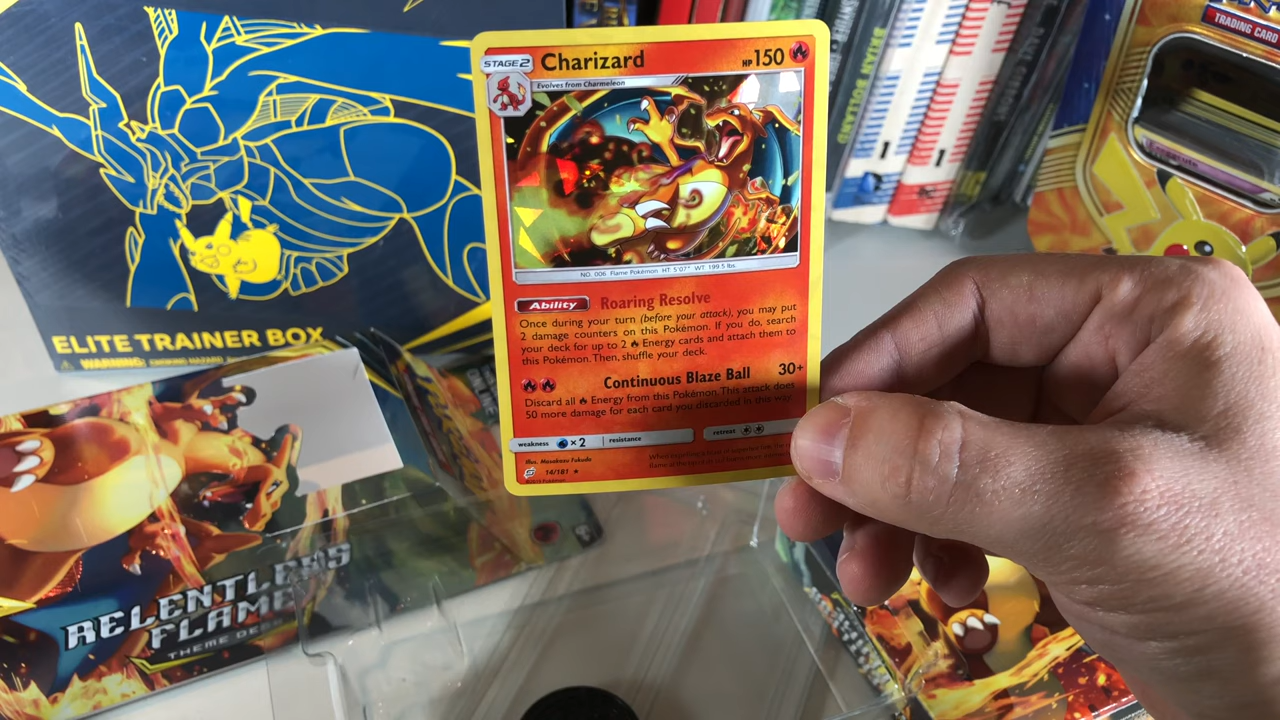 STAGE2 Charizard HP150
Evolves from Charmeleon
NO. 006 Flame Pokémon HT 5'07" WT 199.5 lbs
Ability Roaring Resolve
Once during your turn (before your attack), you may put
2 damage counters on this Pokémon. If you do, search
your deck for up to 2 Energy cards and attach them to
this Pokémon. Then, shuffle your deck.
Continuous Blaze Ball 30+
Discard all Energy from this Pokémon. This attack does
50 more damage for each card you discarded in this way.
weakness ×2 resistance retreat
Illus. Masakazu Fukuda
14/181
ELITE TRAINER BOX
WARNING: CHOKING HAZARD
RELENTLESS
FLAME
THEME DECK
TRADING CARD